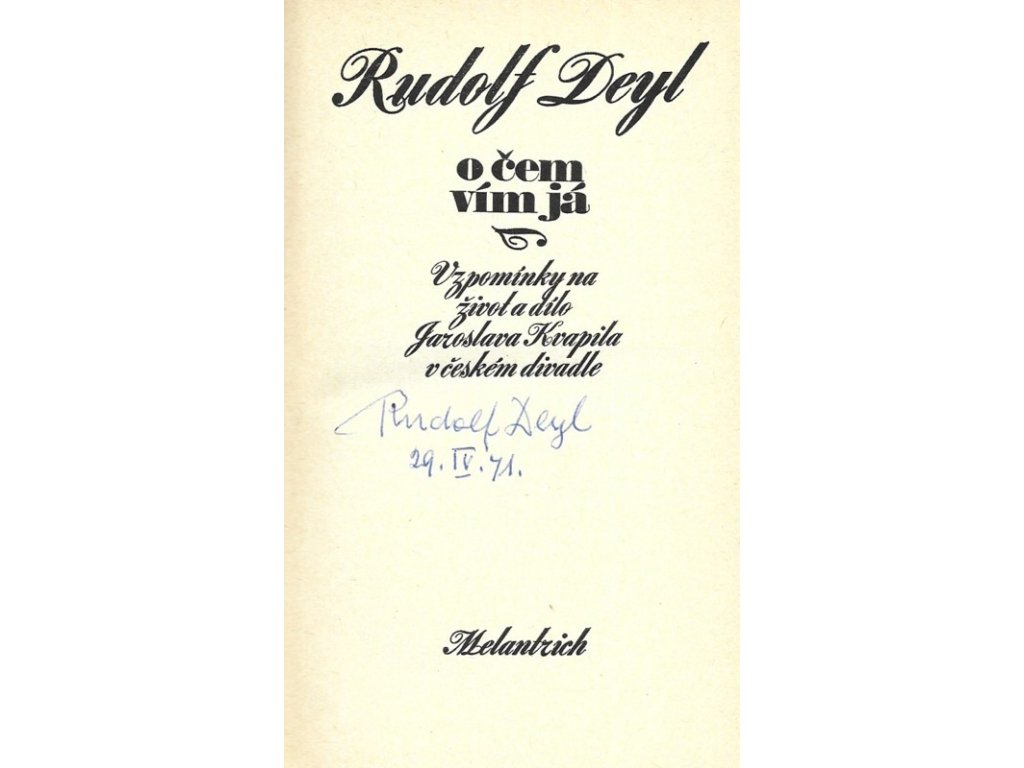 Rudolf Deyl
o čem
vím já
Vzpomínky na
život a dílo
Jaroslava Kvapila
v českém divadle
Rudolf Deyl
29. IV. 71.
Melantrich